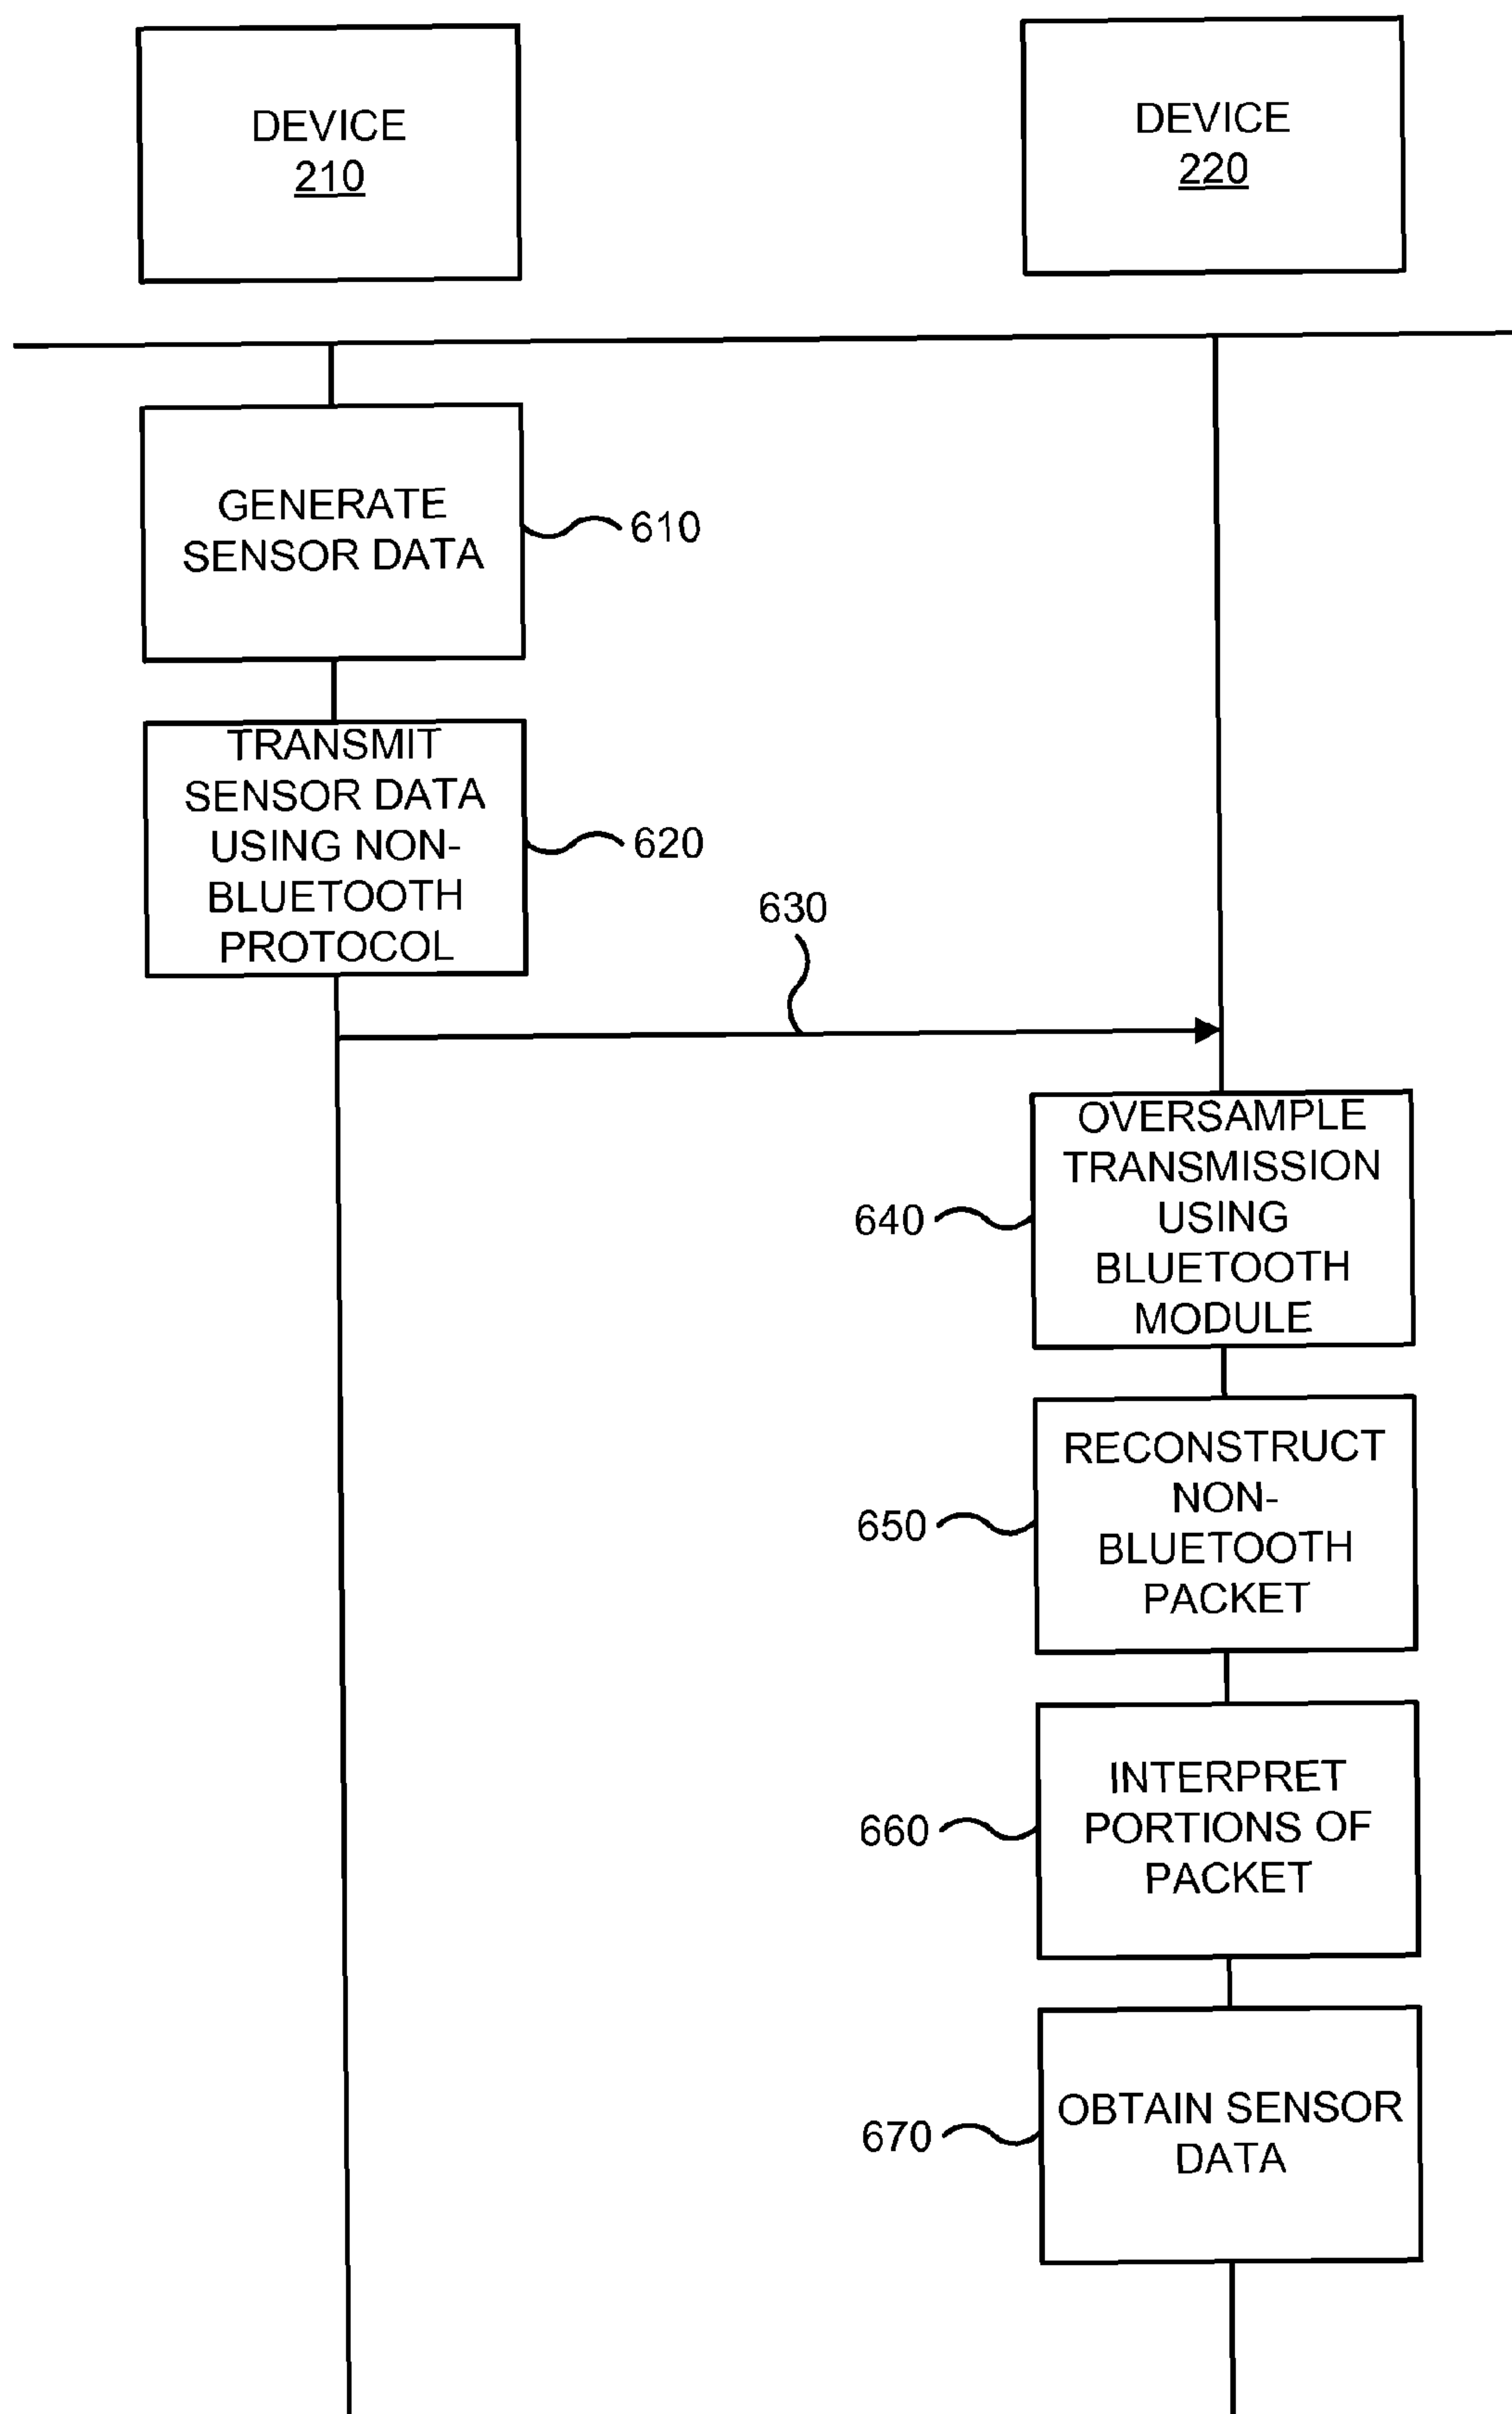 DEVICE
210
DEVICE
220
GENERATE
SENSOR DATA
610
TRANSMIT
SENSOR DATA
USING NON-
BLUETOOTH
PROTOCOL
620
630
OVERSAMPLE
TRANSMISSION
USING
BLUETOOTH
MODULE
640
RECONSTRUCT
NON-
BLUETOOTH
PACKET
650
INTERPRET
PORTIONS OF
PACKET
660
OBTAIN SENSOR
DATA
670